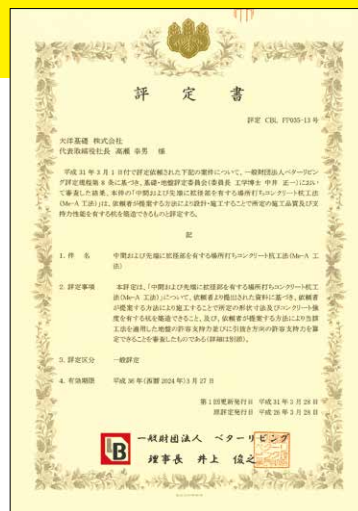 評定書
評定 CBL FP035-13号
天洋基礎 株式会社
代表取締役社長 高瀬 幸男 様
平成 31 年 3 月 1 日付で評定依頼された下記の案件について、一般財団法人ベターリビン
グ評定規程第 8 条に基づき、基礎・地盤評定委員会(委員長 工学博士 中井 正一)におい
て審査した結果、本件の「中間および先端に拡径部を有する場所打ちコンクリート杭工法
(Me-A 工法)」は、依頼者が提案する方法により設計・施工することで所定の施工品質及び支
持力性能を有する杭を築造できるものと評定する。
記
1. 件 名 中間および先端に拡径部を有する場所打ちコンクリート杭工法(Me-A 工
法)
2. 評定事項 本評定は、「中間および先端に拡径部を有する場所打ちコンクリート杭工法
(Me-A 工法)」について、依頼者より提出された資料に基づき、依頼者
が提案する方法により施工することで所定の形状寸法及びコンクリート強
度を有する杭を築造できること、及び、依頼者が提案する方法により当該
工法を適用した地盤の許容支持力並びに引抜き方向の許容支持力を算
定できることを審査したものである(詳細は別添)。
3. 評定区分 一般評定
4. 有効期限 平成 36 年(西暦 2024 年)3 月 27 日
第 1 回更新発行日 平成 31 年 3 月 28 日
原評定発行日 平成 26 年 3 月 28 日
LB
一般財団法人 ベターリビング
理事長 井上 俊之